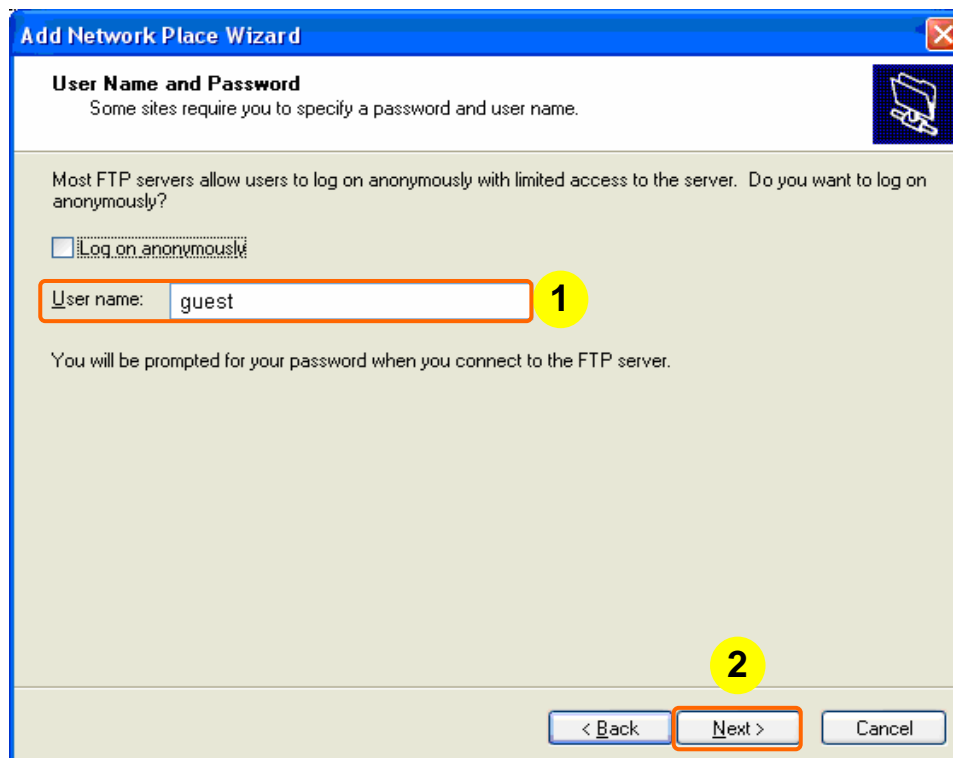 Add Network Place Wizard
User Name and Password
Some sites require you to specify a password and user name.
Most FTP servers allow users to log on anonymously with limited access to the server. Do you want to log on
anonymously?
Log on anonymously
User name: guest 1
You will be prompted for your password when you connect to the FTP server.
2
< Back Next > Cancel